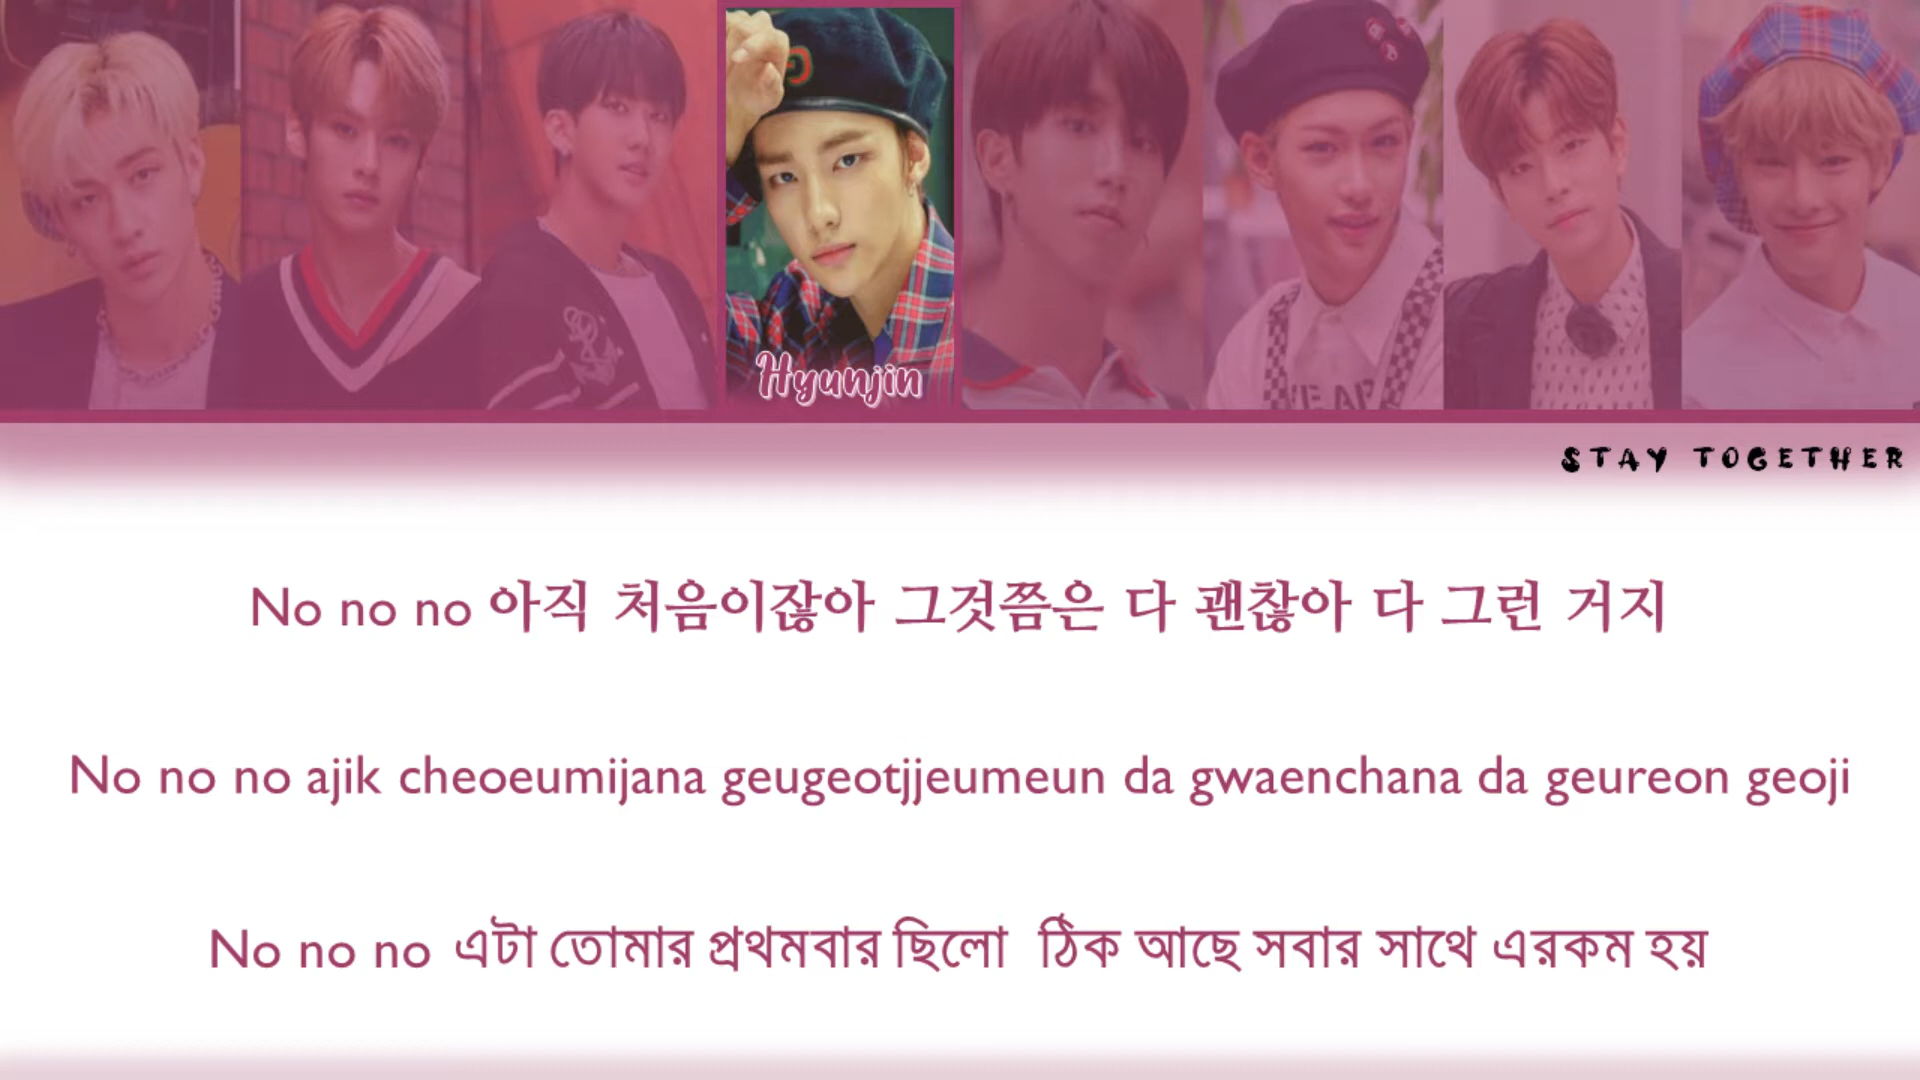 Hyunjin
STAY TOGETHER
No no no 아직 처음이잖아 그것쯤은 다 괜찮아 다 그런 거지
No no no ajik cheoeumijana geugeotjjeumeun da gwaenchana da geureon geoji
No no no এটা তোমার প্রথমবার ছিলো ঠিক আছে সবার সাথে এরকম হয়